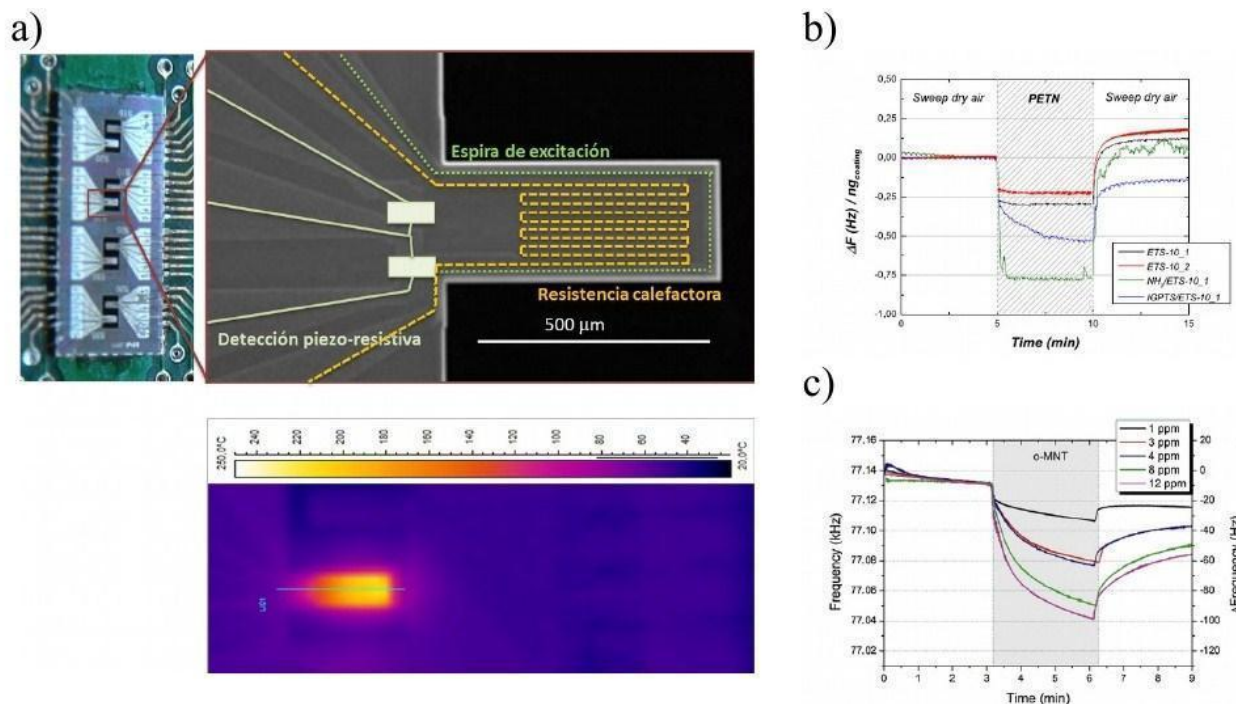 a)
Espira de excitación
Resistencia calefactora
Detección piezo-resistiva
500 µm
250.0°C
240
220
200
180
160
140
120
100
80
60
40
20.0°C
LI01
b)
0,50
0,25
0,00
-0,25
-0,50
-0,75
-1,00
ΔF (Hz) / ng coating
Sweep dry air
PETN
Sweep dry air
ETS-10_1
ETS-10_2
NH₂/ETS-10_1
IGPTS/ETS-10_1
0 5 10 15
Time (min)
c)
77.16
77.14
77.12
77.10
77.08
77.06
77.04
77.02
Frequency (kHz)
o-MNT
1 ppm
3 ppm
4 ppm
8 ppm
12 ppm
20
0
-20
-40
-60
-80
-100
-120
ΔFrequency (Hz)
0 1 2 3 4 5 6 7 8 9
Time (min)